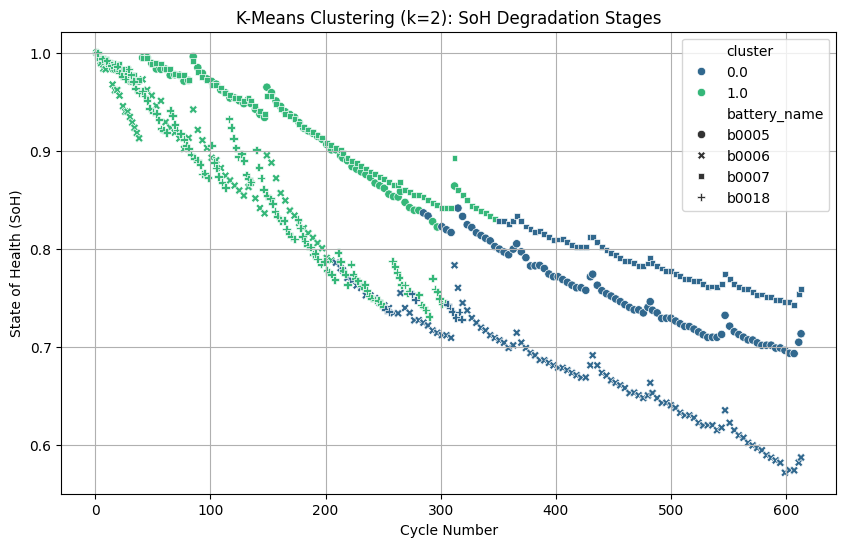 K-Means Clustering (k=2): SoH Degradation Stages
State of Health (SoH)
1.0
0.9
0.8
0.7
0.6
0
100
200
300
400
500
600
Cycle Number
cluster
0.0
1.0
battery_name
b0005
b0006
b0007
b0018